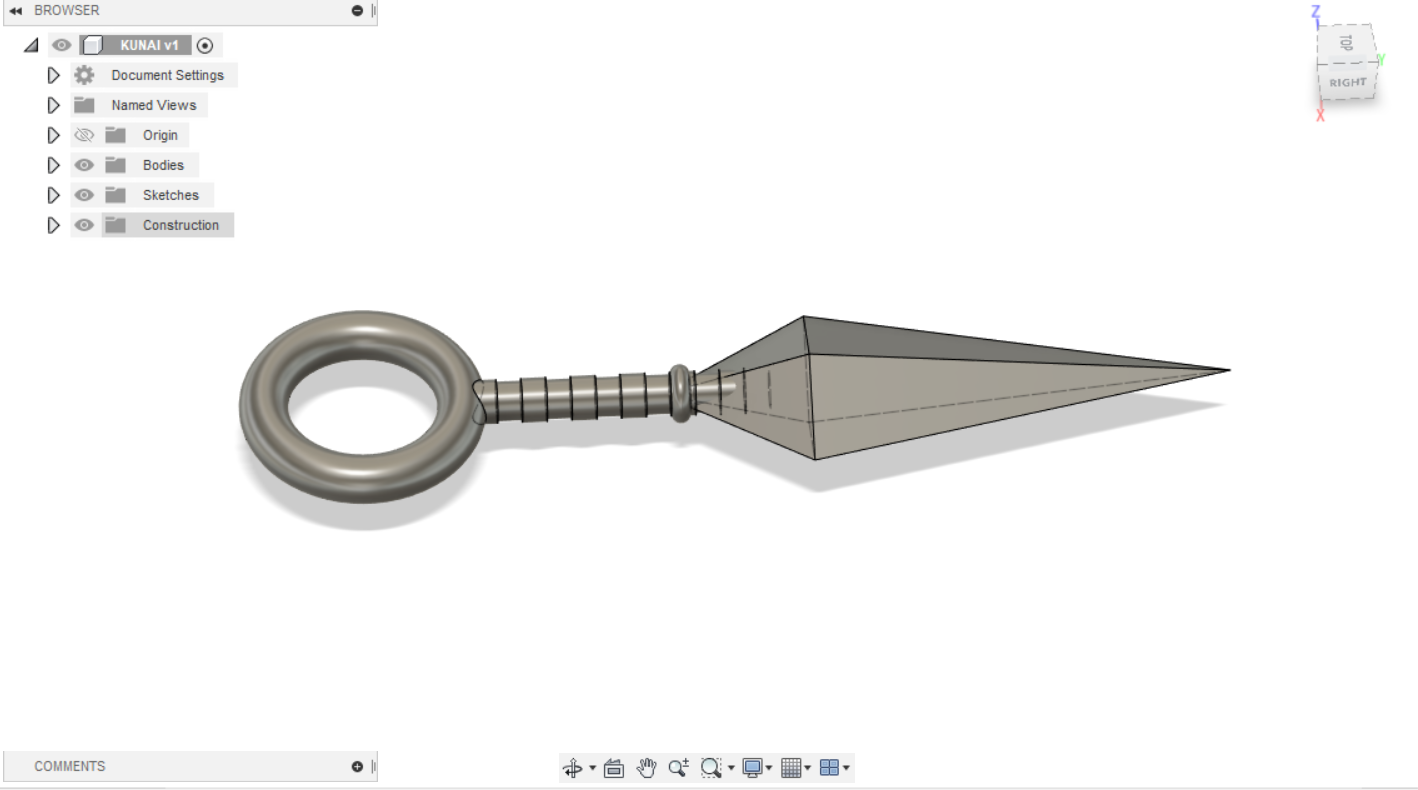 BROWSER
KUNAI v1
Document Settings
Named Views
Origin
Bodies
Sketches
Construction
Z
TOP
Y
RIGHT
X
COMMENTS